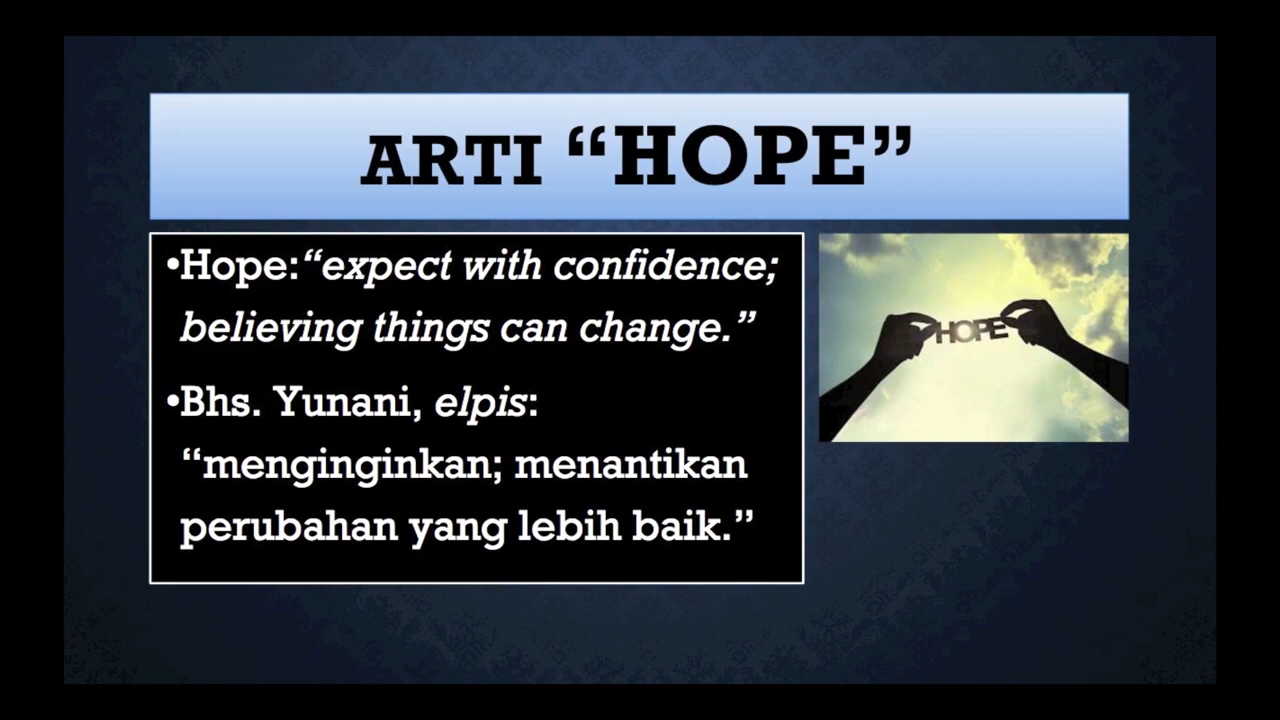 ARTI “HOPE”
•Hope:“expect with confidence;
believing things can change.”
•Bhs. Yunani, elpis:
“menginginkan; menantikan
perubahan yang lebih baik.”
HOPE